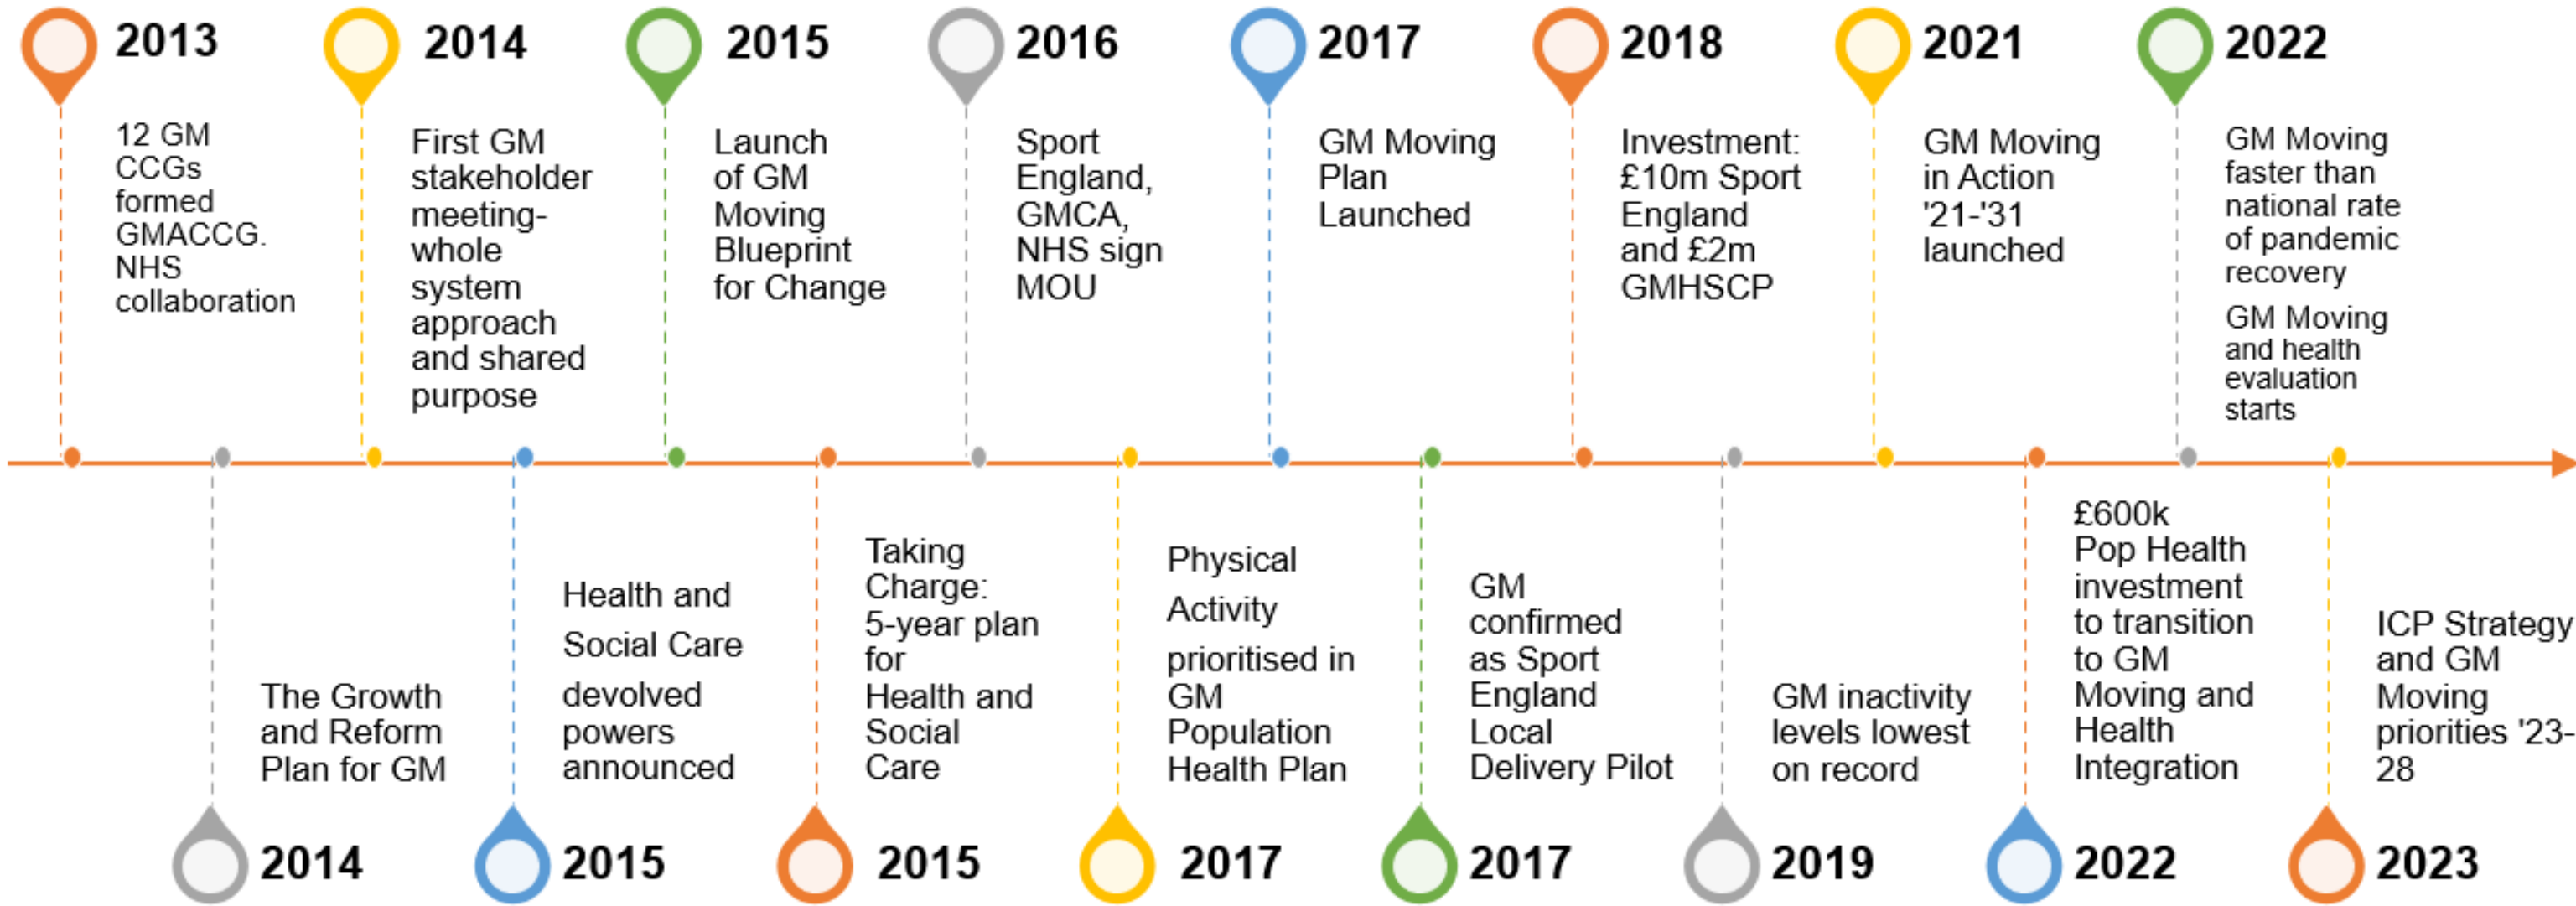 2013
12 GM
CCGs
formed
GMACCG.
NHS
collaboration
2014
First GM
stakeholder
meeting-
whole
system
approach
and shared
purpose
2015
Launch
of GM
Moving
Blueprint
for Change
2016
Sport
England,
GMCA,
NHS sign
MOU
2017
GM Moving
Plan
Launched
2018
Investment:
£10m Sport
England
and £2m
GMHSCP
2021
GM Moving
in Action
'21-'31
launched
2022
GM Moving
faster than
national rate
of pandemic
recovery
GM Moving
and health
evaluation
starts
The Growth
and Reform
Plan for GM
2014
Health and
Social Care
devolved
powers
announced
2015
Taking
Charge:
5-year plan
for
Health and
Social
Care
2015
Physical
Activity
prioritised in
GM
Population
Health Plan
2017
GM
confirmed
as Sport
England
Local
Delivery Pilot
2017
GM inactivity
levels lowest
on record
2019
£600k
Pop Health
investment
to transition
to GM
Moving and
Health
Integration
2022
ICP Strategy
and GM
Moving
priorities '23-
28
2023